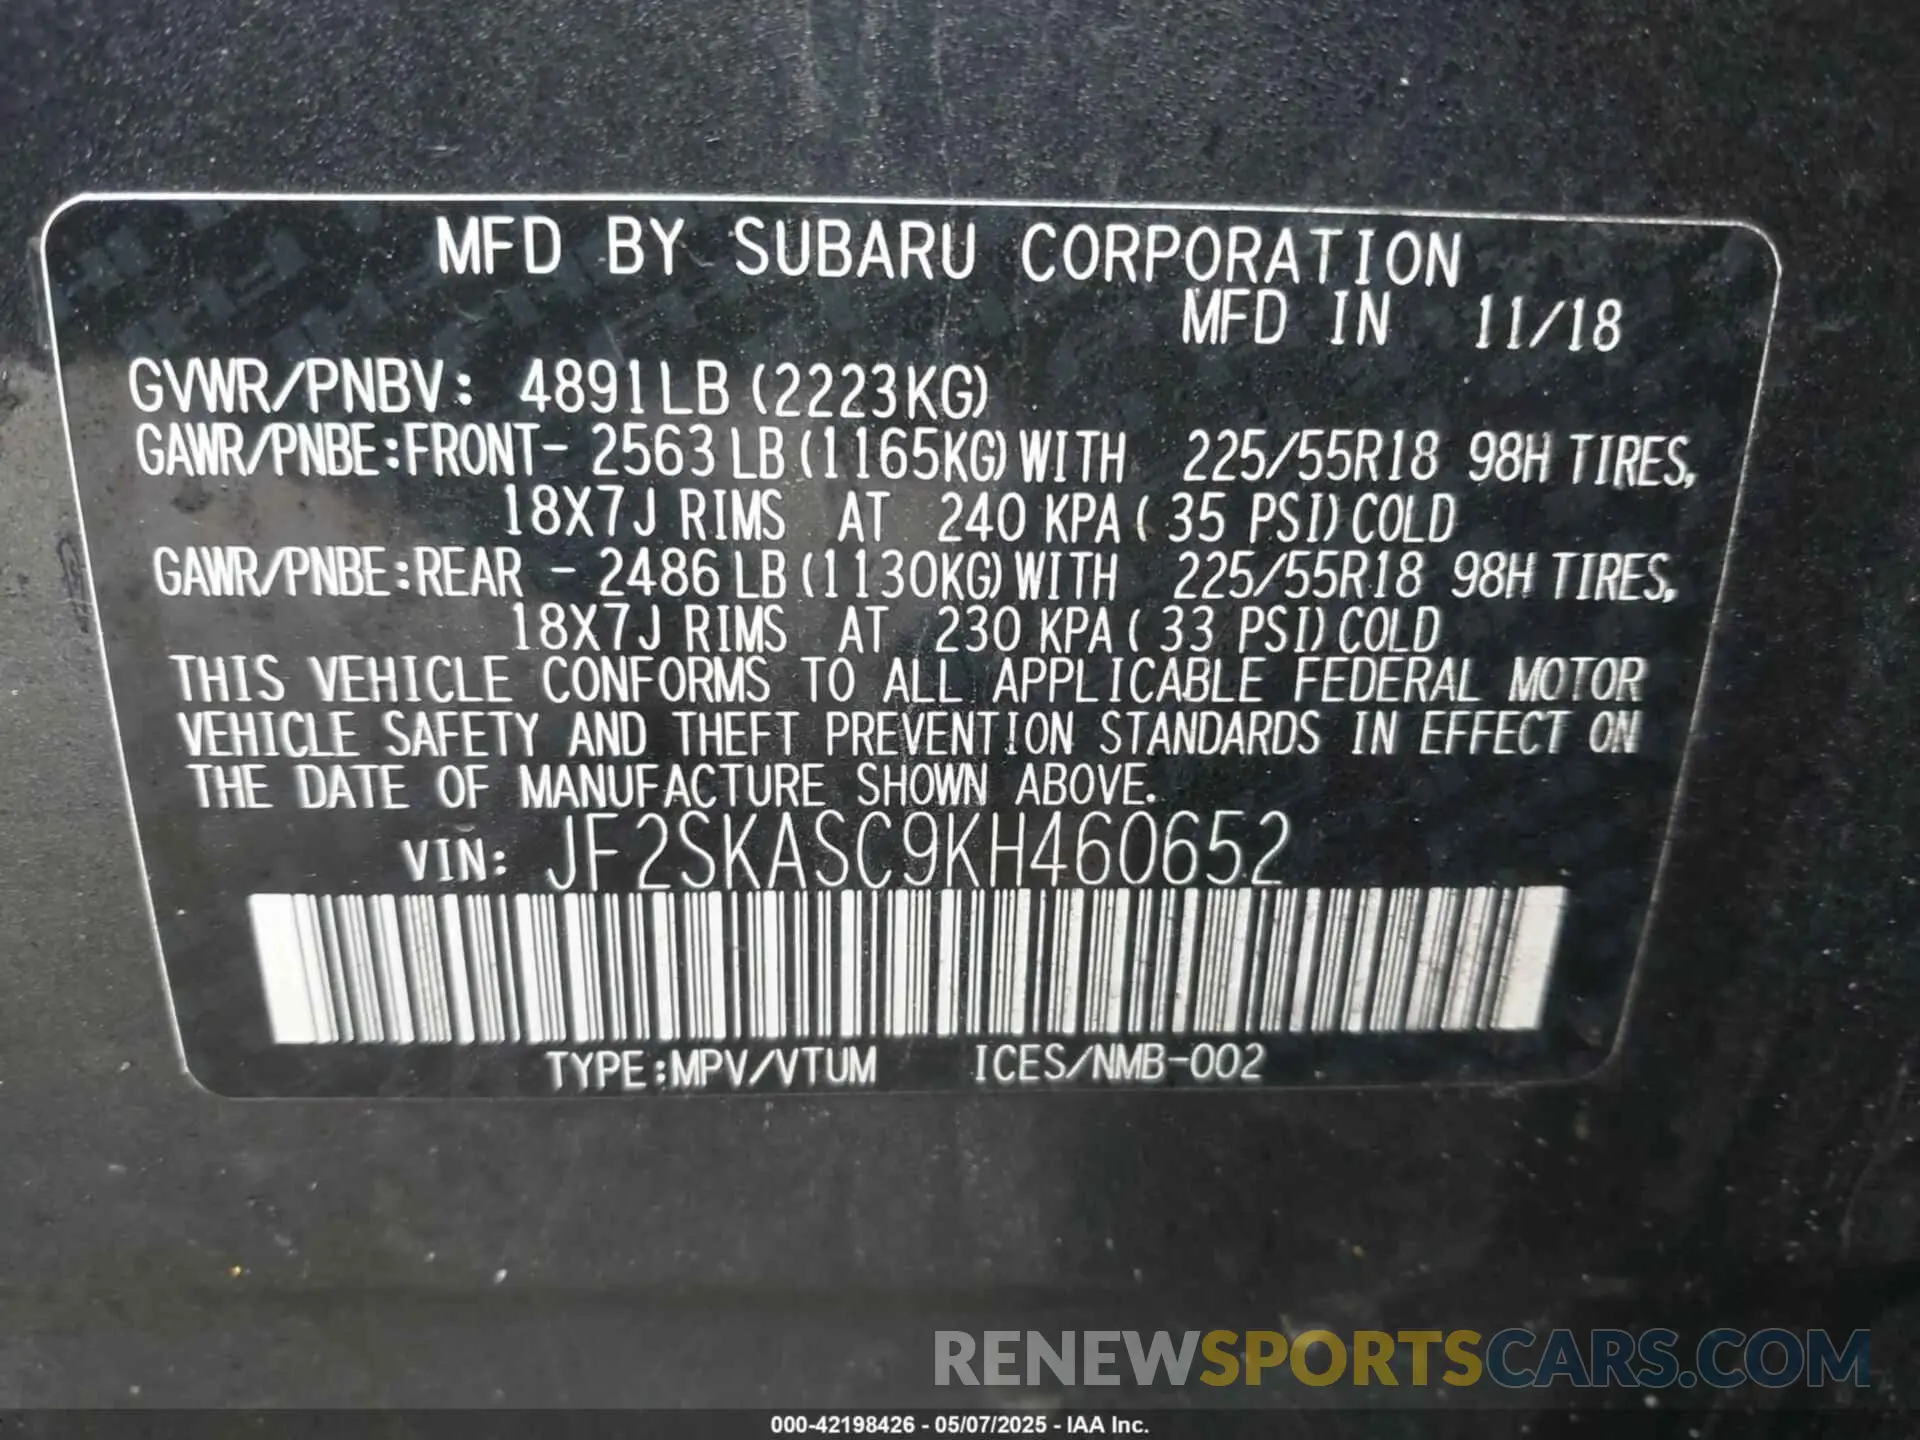 MFD BY SUBARU CORPORATION
MFD IN 11/18
GVWR/PNBV: 4891LB (2223KG)
GAWR/PNBE:FRONT- 2563 LB (1165KG) WITH 225/55R18 98H TIRES,
18X7J RIMS AT 240 KPA ( 35 PSI) COLD
GAWR/PNBE:REAR - 2486 LB (1130KG) WITH 225/55R18 98H TIRES,
18X7J RIMS AT 230 KPA ( 33 PSI) COLD
THIS VEHICLE CONFORMS TO ALL APPLICABLE FEDERAL MOTOR
VEHICLE SAFETY AND THEFT PREVENTION STANDARDS IN EFFECT ON
THE DATE OF MANUFACTURE SHOWN ABOVE.
VIN: JF2SKASC9KH460652
TYPE:MPV/VTUM ICES/NMB-002
RENEWSPORTSCARS.COM
000-42198426 - 05/07/2025 - IAA Inc.